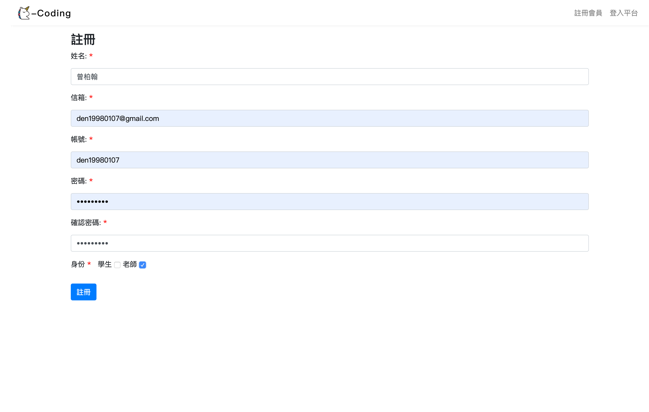 -Coding
註冊會員 登入平台
註冊
姓名: *
曾柏翰
信箱: *
den19980107@gmail.com
帳號: *
den19980107
密碼: *
•••••••••
確認密碼: *
•••••••••
身份 * 學生 老師
註冊